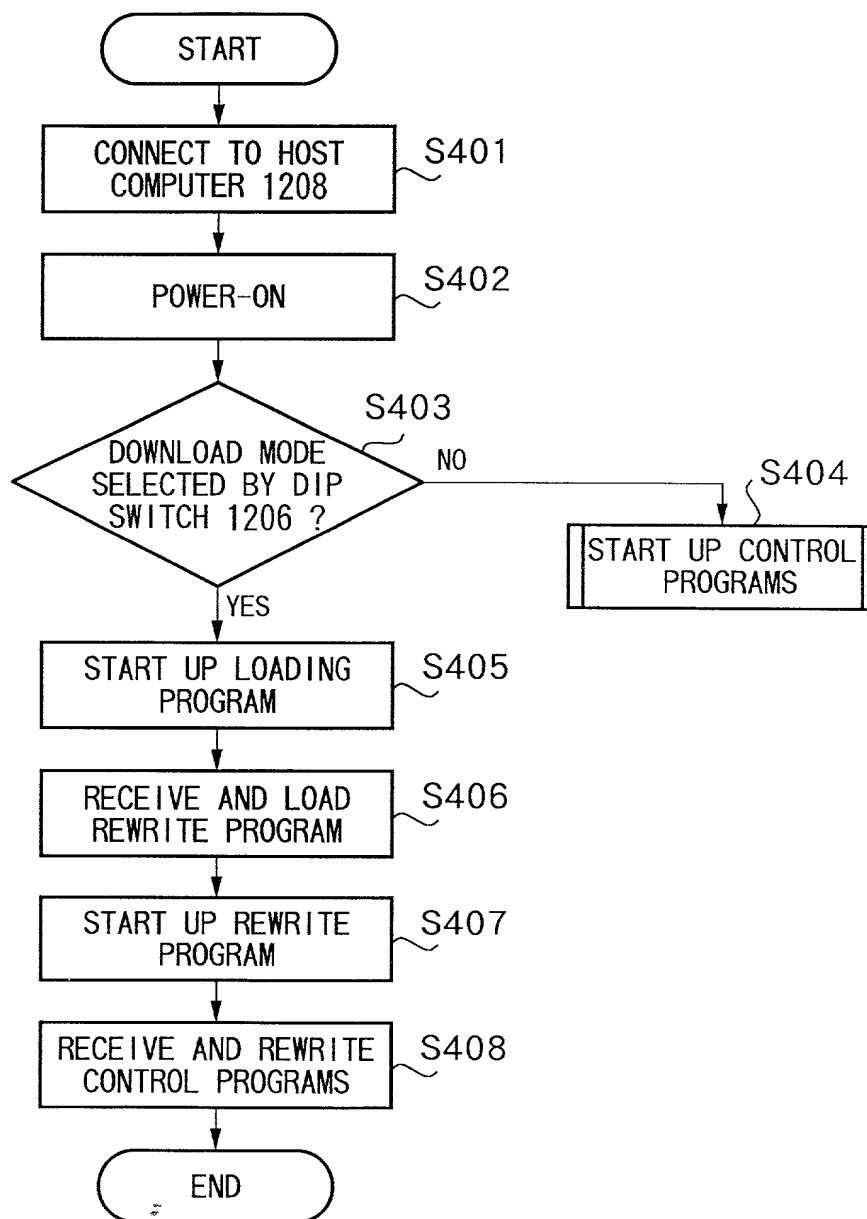 START
CONNECT TO HOST
COMPUTER 1208
S401
POWER-ON
S402
S403
DOWNLOAD MODE
SELECTED BY DIP
SWITCH 1206 ?
NO
S404
START UP CONTROL
PROGRAMS
YES
START UP LOADING
PROGRAM
S405
RECEIVE AND LOAD
REWRITE PROGRAM
S406
START UP REWRITE
PROGRAM
S407
RECEIVE AND REWRITE
CONTROL PROGRAMS
S408
END